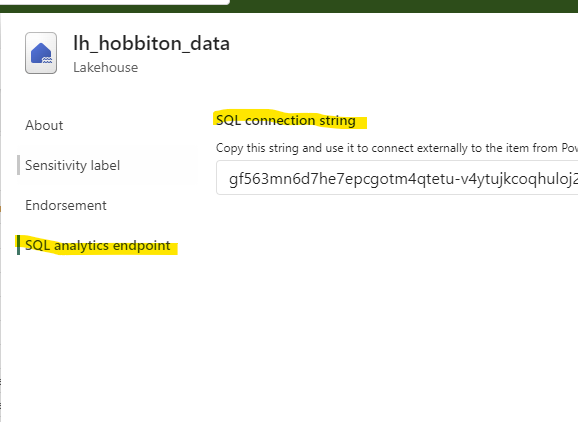 lh_hobbiton_data
Lakehouse
About
Sensitivity label
Endorsement
SQL analytics endpoint
SQL connection string
Copy this string and use it to connect externally to the item from Pow
gf563mn6d7he7epcgotm4qtetu-v4ytujkcoqhuloj2